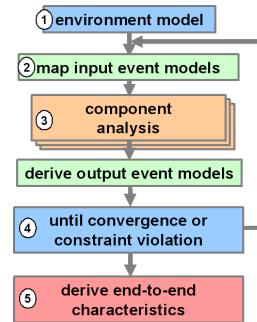 1 environment model
2 map input event models
3 component
analysis
derive output event models
4 until convergence or
constraint violation
5 derive end-to-end
characteristics